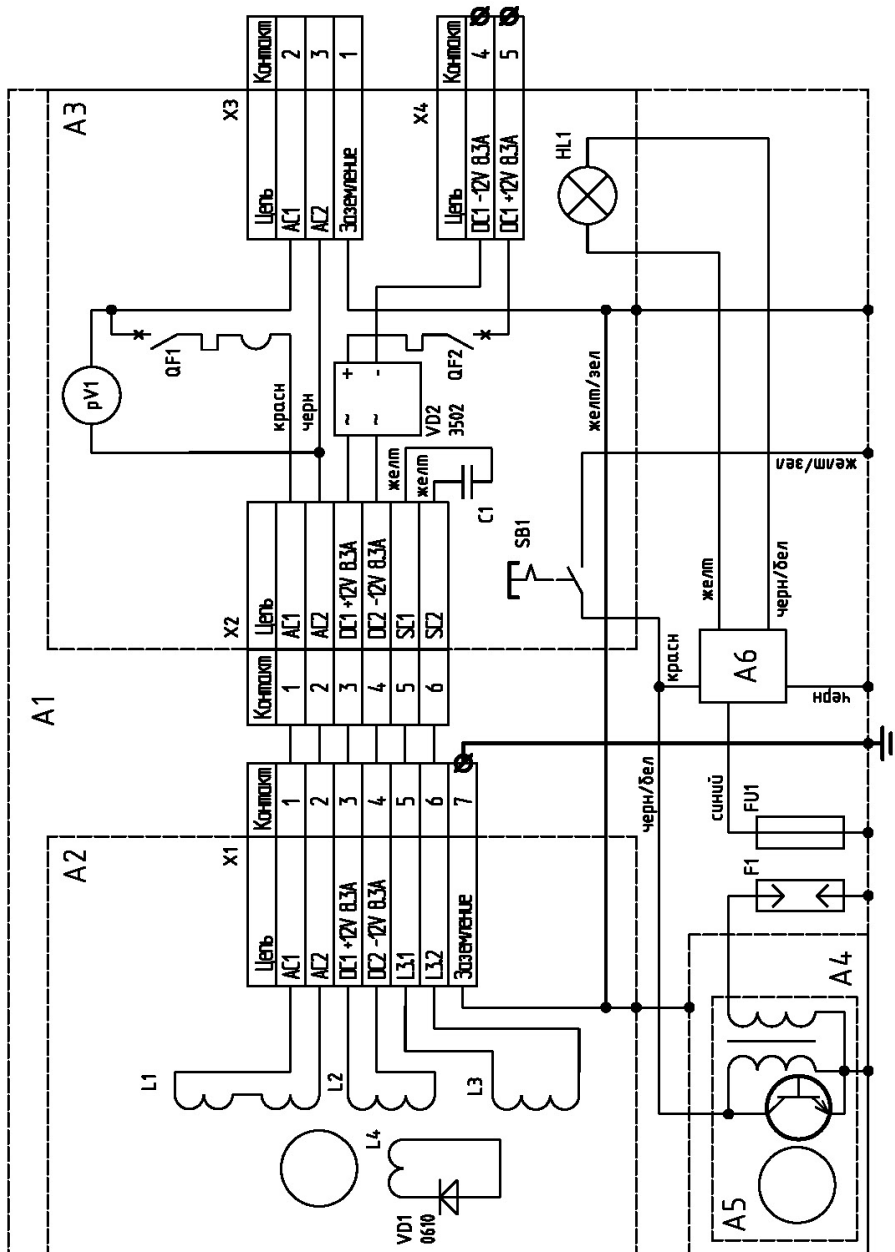 A1
A2
L1
L2
L3
L4
VD1
0610
X1
Цепь Контакт
AC1 1
AC2 2
DC1 +12V 8.3A 3
DC2 -12V 8.3A 4
L3.1 5
L3.2 6
Заземление 7
X2
Контакт Цепь
1 AC1
2 AC2
3 DC1 +12V 8.3A
4 DC2 -12V 8.3A
5 SC1
6 SC2
A3
pV1
QF1
красн
черн
VD2
3502
~ +
~ -
QF2
желт
желт
C1
X3
Цепь Контакт
AC1 2
AC2 3
Заземление 1
X4
Цепь Контакт
DC1 -12V 8.3A 4
DC1 +12V 8.3A 5
HL1
SB1
желт/зел
желт/зел
черн/бел
красн
желт
черн/бел
A6
синий
черн
FU1
F1
A4
A5